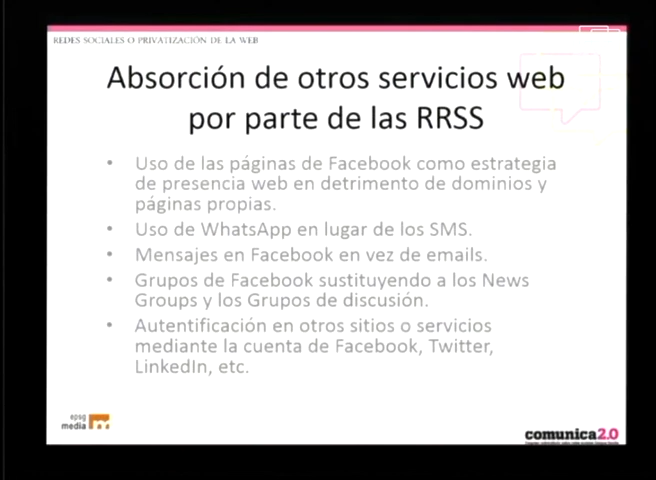 REDES SOCIALES O PRIVATIZACIÓN DE LA WEB
Absorción de otros servicios web
por parte de las RRSS
• Uso de las páginas de Facebook como estrategia
de presencia web en detrimento de dominios y
páginas propias.
• Uso de WhatsApp en lugar de los SMS.
• Mensajes en Facebook en vez de emails.
• Grupos de Facebook sustituyendo a los News
Groups y los Grupos de discusión.
• Autentificación en otros sitios o servicios
mediante la cuenta de Facebook, Twitter,
LinkedIn, etc.
epsg
media
comunica2.0